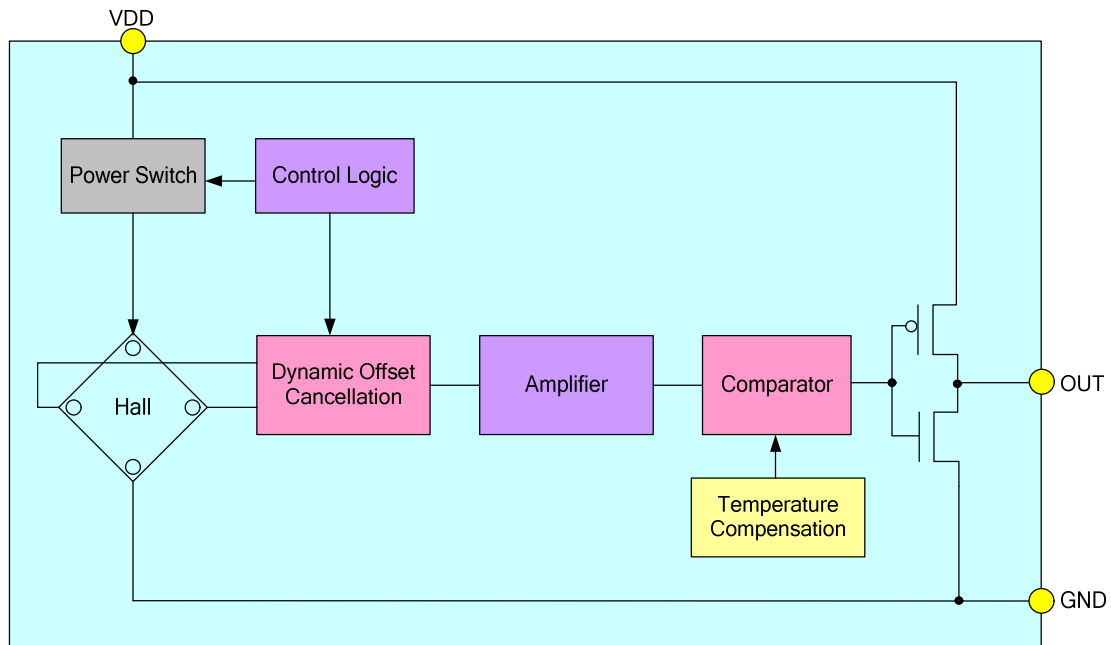 VDD
Power Switch
Control Logic
Hall
Dynamic Offset
Cancellation
Amplifier
Comparator
OUT
Temperature
Compensation
GND